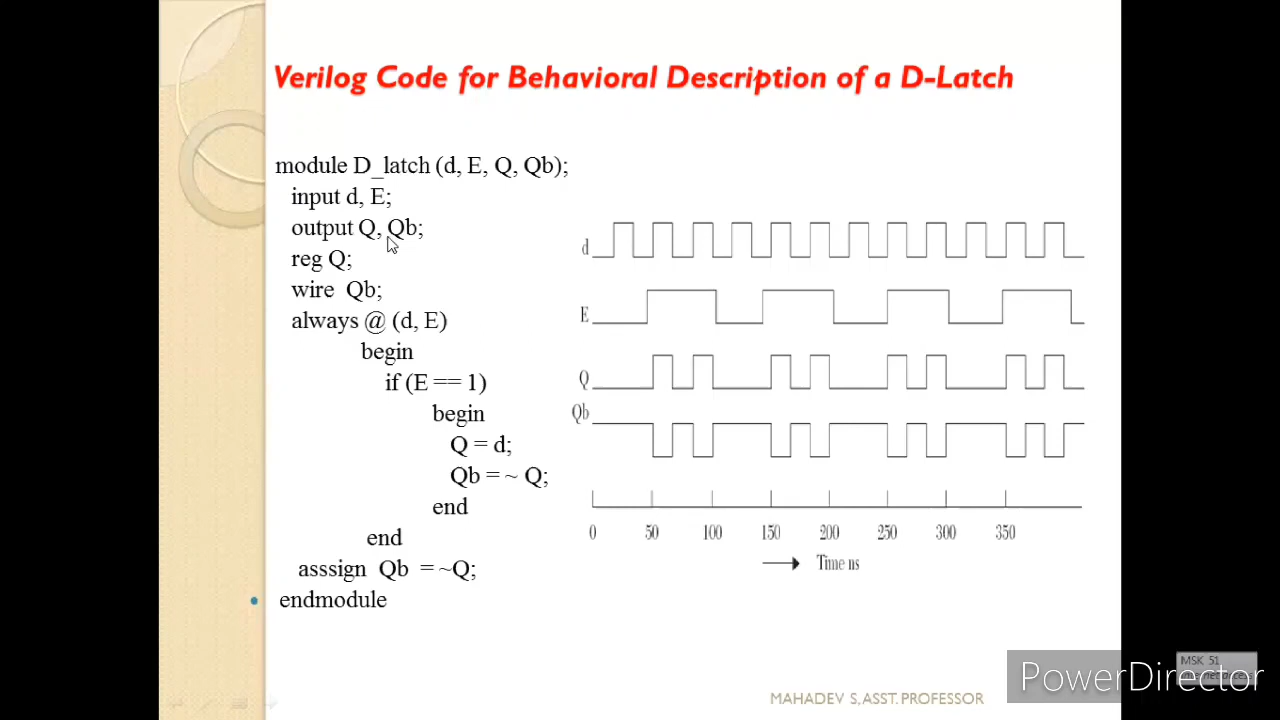 Verilog Code for Behavioral Description of a D-Latch
module D_latch (d, E, Q, Qb);
input d, E;
output Q, Qb;
reg Q;
wire Qb;
always @ (d, E)
begin
if (E == 1)
begin
Q = d;
Qb = ~ Q;
end
end
asssign Qb = ~Q;
endmodule
d
E
Q
Qb
0 50 100 150 200 250 300 350
Time ns
MAHADEV S, ASST. PROFESSOR
MSK 51
PowerDirector